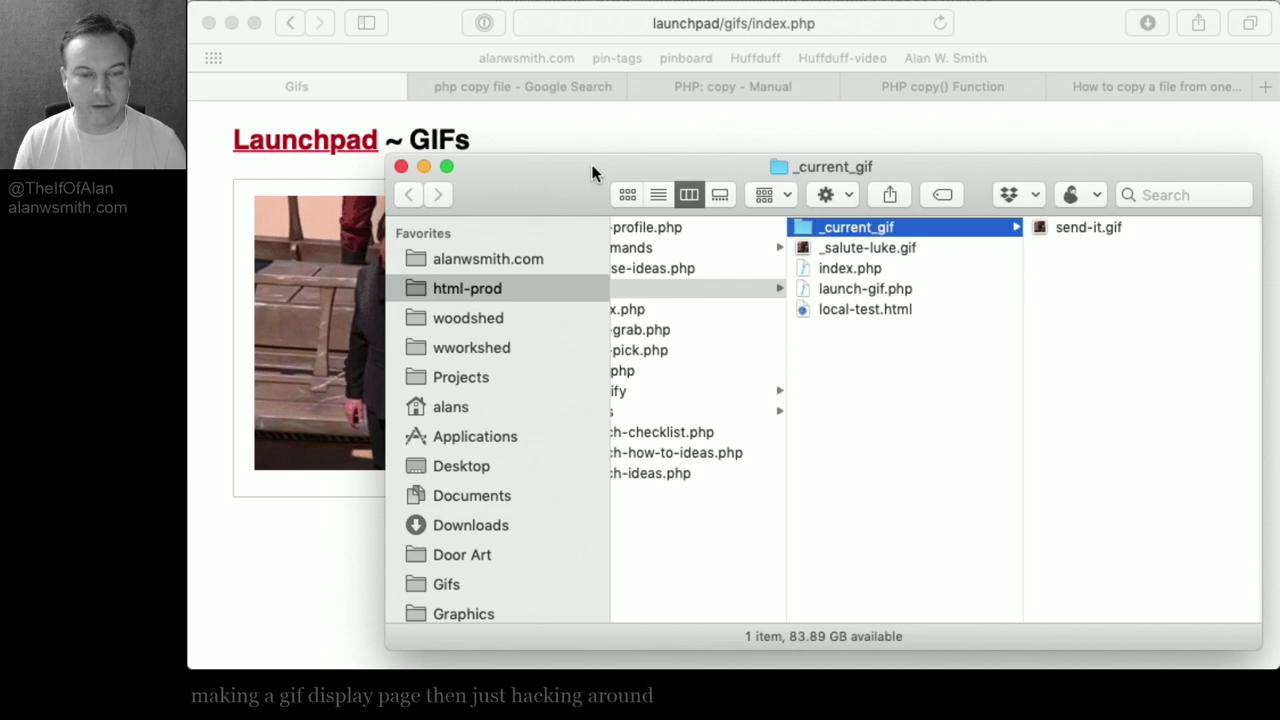 launchpad/gifs/index.php
alanwsmith.com pin-tags pinboard Huffduff Huffduff-video Alan W. Smith
Gifs php copy file - Google Search PHP: copy - Manual PHP copy() Function How to copy a file from one...
Launchpad ~ GIFs
@TheIfOfAlan
alanwsmith.com
_current_gif
Search
Favorites
alanwsmith.com
html-prod
woodshed
wworkshed
Projects
alans
Applications
Desktop
Documents
Downloads
Door Art
Gifs
Graphics
-profile.php
mands
se-ideas.php
x.php
-grab.php
-pick.php
php
ify
s
ch-checklist.php
ch-how-to-ideas.php
ch-ideas.php
_current_gif
_salute-luke.gif
index.php
launch-gif.php
local-test.html
send-it.gif
1 item, 83.89 GB available
making a gif display page then just hacking around